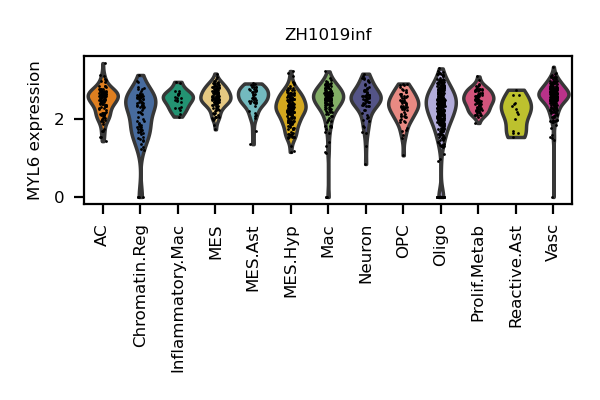 ZH1019inf
MYL6 expression
2
0
AC
Chromatin.Reg
Inflammatory.Mac
MES
MES.Ast
MES.Hyp
Mac
Neuron
OPC
Oligo
Prolif.Metab
Reactive.Ast
Vasc